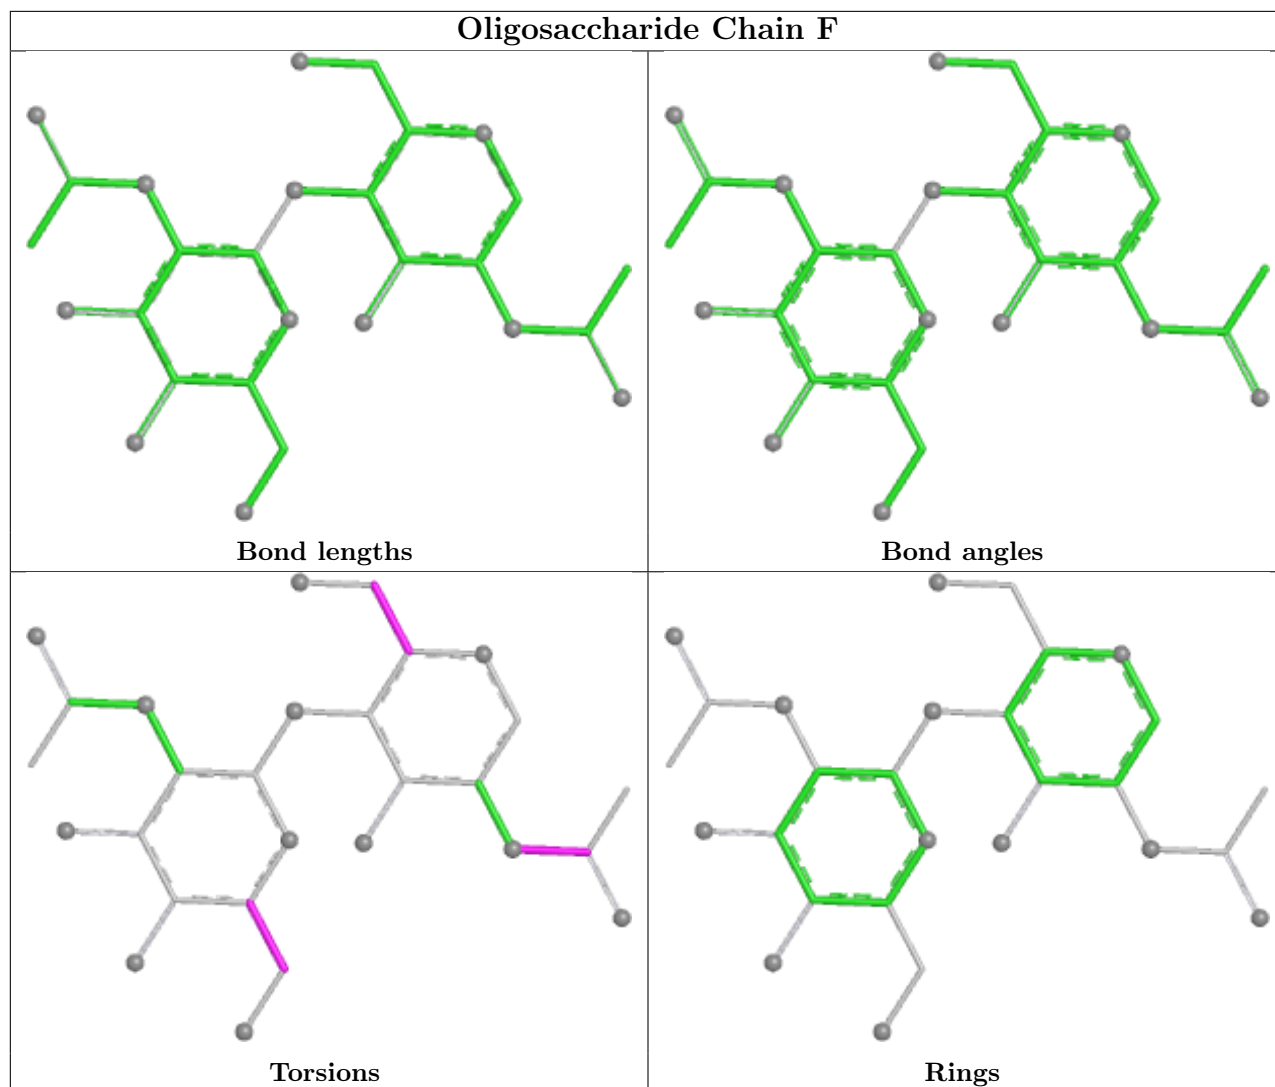 Oligosaccharide Chain F
Bond lengths
Bond angles
Torsions
Rings